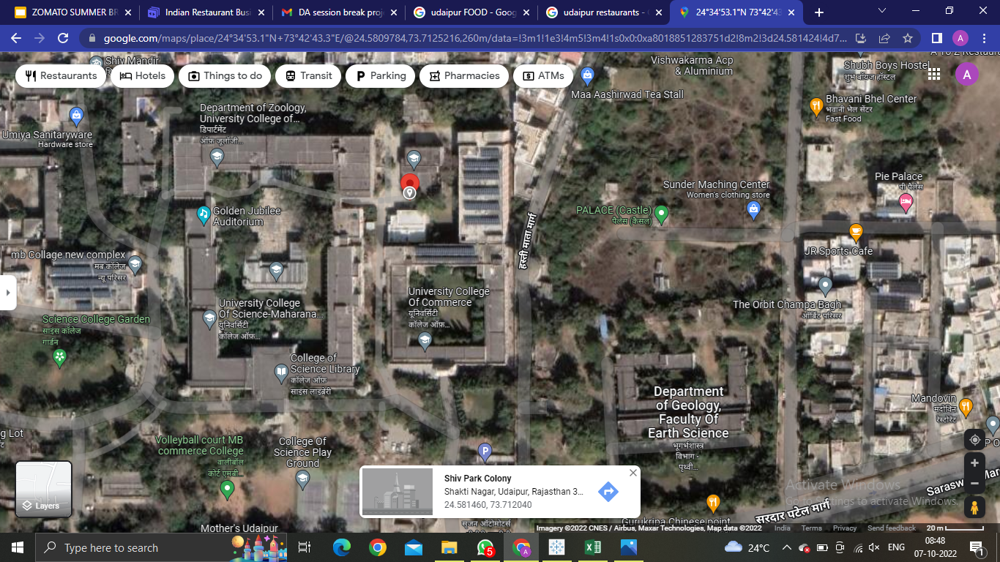 ZOMATO SUMMER BR
Indian Restaurant Busi
DA session break proje
udaipur FOOD - Goog
udaipur restaurants -
24°34'53.1"N 73°42'43
google.com/maps/place/24°34'53.1"N+73°42'43.3"E/@24.5809784,73.7125216,260m/data=!3m1!1e3!4m5!3m4!1s0x0:0xa8018851283751d2!8m2!3d24.581424!4d7...
A
Shiv Mandir
Restaurants
Hotels
Things to do
Transit
Parking
Pharmacies
ATMs
A
Vishwakarma Acp
& Aluminium
A To Z Restaura
Shubh Boys Hostel
शुभ बॉयज हॉस्टल
Maa Aashirwad Tea Stall
Bhavani Bhel Center
भवानी भेल सेंटर
Fast Food
Department of Zoology,
University College of...
डिपार्टमेंट
ऑफ़ जूलॉजी...
Umiya Sanitaryware
Hardware store
Sunder Maching Center
Women's clothing store
Pie Palace
पी पैलेस
PALACE (Castle)
पैलेस (कैसल)
Golden Jubilee
Auditorium
हस्ती माता मार्ग
JR Sports Cafe
mb Collage new complex
मब कॉलेज
न्यू परिसर
University College
Of Commerce
यूनिवर्सिटी
कॉलेज ऑफ़...
University College
Of Science-Maharana...
यूनिवर्सिटी
कॉलेज ऑफ़...
The Orbit Champa Bagh
ऑर्बिट परिसर
Science College Garden
साइंस कॉलेज
गार्डन
College of
Science Library
कॉलेज ऑफ़
साइंस लाइब्रेरी
Department
of Geology,
Faculty Of
Earth Science
भूगर्भशास्त्र
विभाग -
पृथ्वी...
Mandovin
मंदोविन
रेस्टोरेंट
g Lot
Volleyball court MB
commerce College
वालीबॉल
कोर्ट एमबी...
College Of
Science Play
Ground
P
P O
Shiv Park Colony
Shakti Nagar, Udaipur, Rajasthan 3...
24.581460, 73.712040
Layers
Activate Windows
Go to Settings to activate Windows.
Sarasw
Mar
सरदार पटेल मार्ग
Gurukripa Chinese point
Mother's Udaipur
सृजन ऑटोमोटर्स
Imagery ©2022 CNES / Airbus, Maxar Technologies, Map data ©2022
India
Terms
Privacy
Send feedback
20 m
Type here to search
5
A
24°C
ENG
08:48
07-10-2022
1